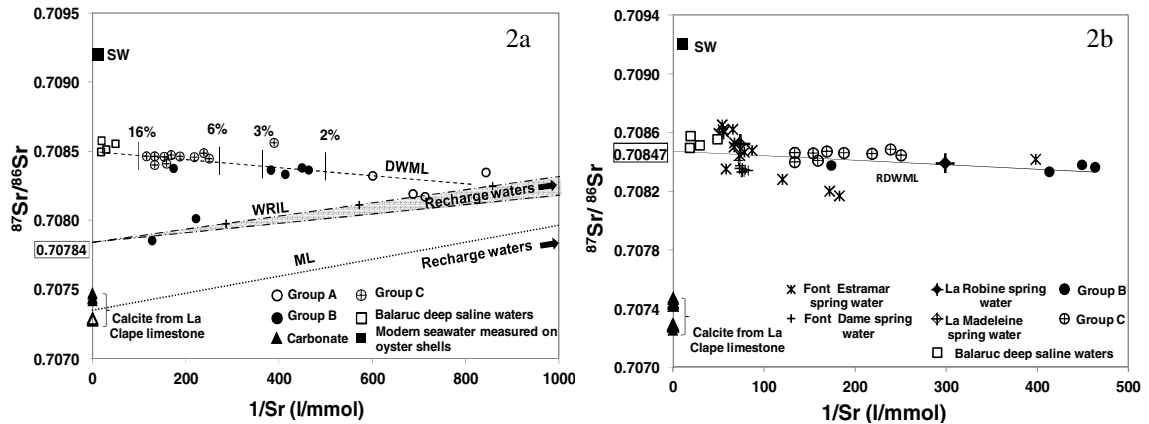 2a
0.7095
0.7090
0.7085
0.7080
0.70784
0.7075
0.7070
87Sr/86Sr
SW
16%
6%
3%
2%
DWML
WRIL
Recharge waters
ML
Recharge waters
Calcite from La
Clape limestone
Group A
Group C
Group B
Balaruc deep saline waters
Carbonate
Modern seawater measured on
oyster shells
0 200 400 600 800 1000
1/Sr (l/mmol)
2b
0.7094
0.7090
0.7086
0.70847
0.7082
0.7078
0.7074
0.7070
87Sr/ 86Sr
SW
RDWML
Calcite from La
Clape limestone
Font Estramar
spring water
La Robine spring
water
Group B
Font Dame spring
water
La Madeleine
spring water
Group C
Balaruc deep saline waters
0 100 200 300 400 500
1/Sr (l/mmol)